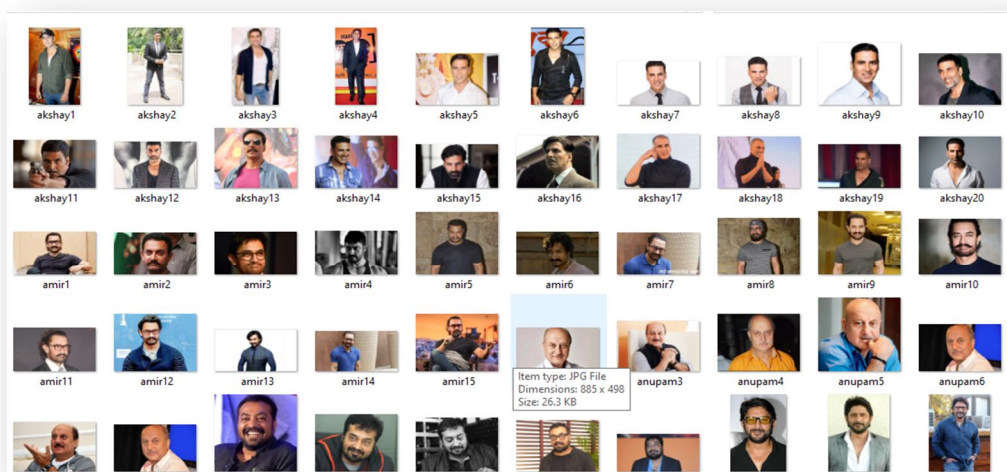 akshay1 akshay2 akshay3 akshay4 akshay5 akshay6 akshay7 akshay8 akshay9 akshay10
akshay11 akshay12 akshay13 akshay14 akshay15 akshay16 akshay17 akshay18 akshay19 akshay20
amir1 amir2 amir3 amir4 amir5 amir6 amir7 amir8 amir9 amir10
amir11 amir12 amir13 amir14 amir15 anupam3 anupam4 anupam5 anupam6
Item type: JPG File
Dimensions: 885 x 498
Size: 26.3 KB